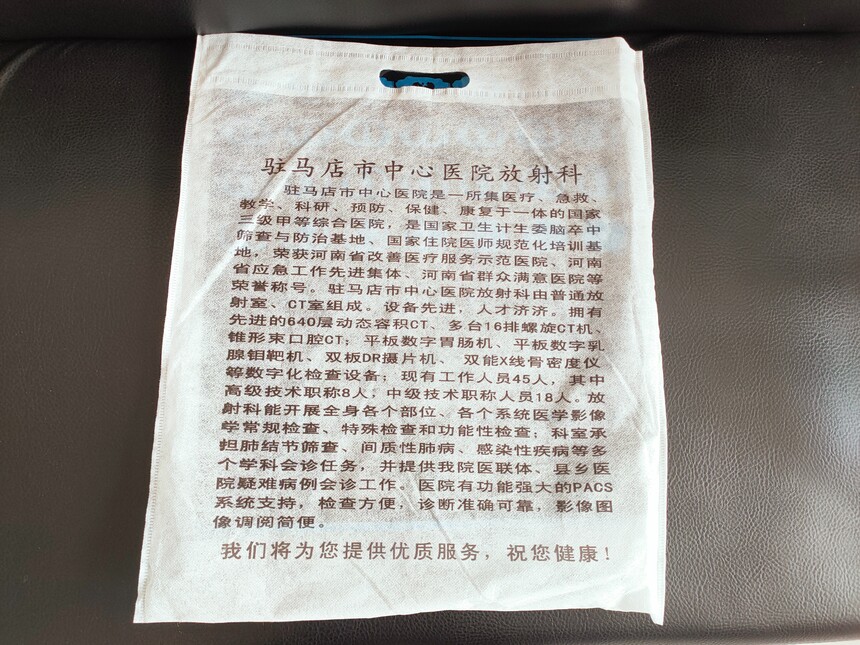 驻马店市中心医院放射科
驻马店市中心医院是一所集医疗、急救、
教学、科研、预防、保健、康复于一体的国家
三级甲等综合医院，是国家卫生计生委脑卒中
筛查与防治基地、国家住院医师规范化培训基
地，荣获河南省改善医疗服务示范医院、河南
省应急工作先进集体、河南省群众满意医院等
荣誉称号。驻马店市中心医院放射科由普通放
射室、CT室组成。设备先进，人才济济。拥有
先进的640层动态容积CT、多台16排螺旋CT机、
锥形束口腔CT；平板数字胃肠机、平板数字乳
腺钼靶机、双板DR摄片机、双能X线骨密度仪
等数字化检查设备；现有工作人员45人，其中
高级技术职称8人，中级技术职称人员18人。放
射科能开展全身各个部位、各个系统医学影像
学常规检查、特殊检查和功能性检查；科室承
担肺结节筛查、间质性肺病、感染性疾病等多
个学科会诊任务，并提供我院医联体、县乡医
院疑难病例会诊工作。医院有功能强大的PACS
系统支持，检查方便，诊断准确可靠，影像图
像调阅简便。
我们将为您提供优质服务，祝您健康！